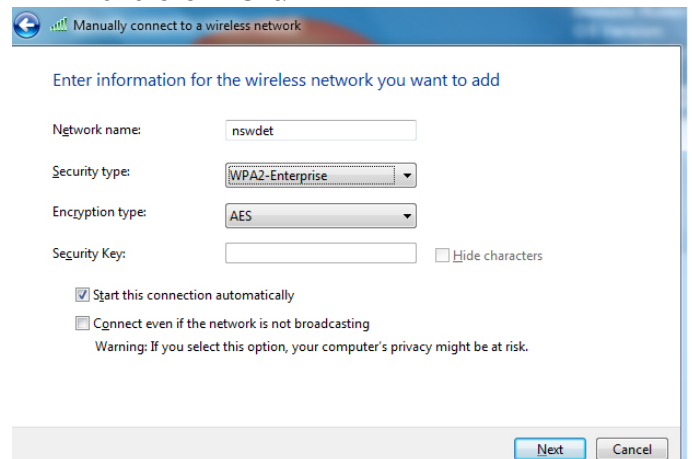 Manually connect to a wireless network
Enter information for the wireless network you want to add
Network name: nswdet
Security type: WPA2-Enterprise
Encryption type: AES
Security Key: Hide characters
Start this connection automatically
Connect even if the network is not broadcasting
Warning: If you select this option, your computer's privacy might be at risk.
Next Cancel